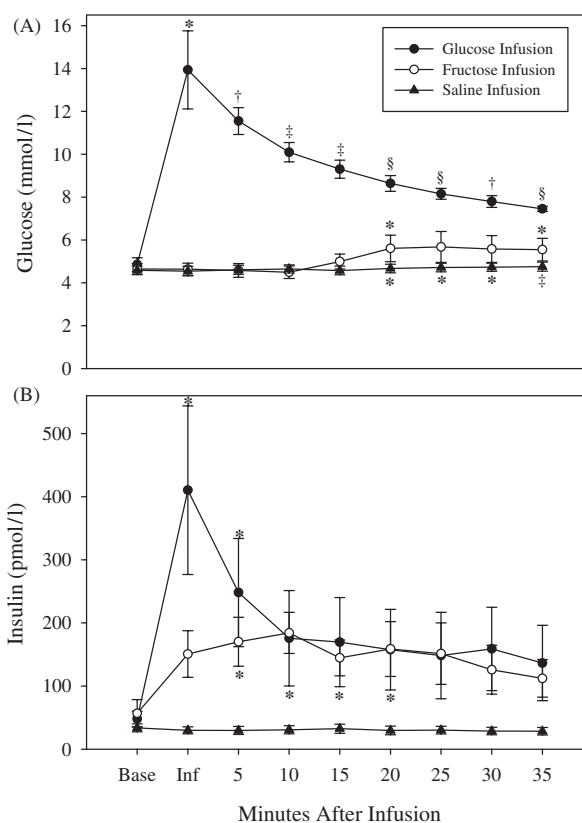 (A)
16
14
12
10
8
6
4
2
0
Glucose (mmol/l)
Glucose Infusion
Fructose Infusion
Saline Infusion
* † ‡ ‡ § § † §
* *
* * * ‡
(B)
500
400
300
200
100
0
Insulin (pmol/l)
* *
* * * *
Base Inf 5 10 15 20 25 30 35
Minutes After Infusion